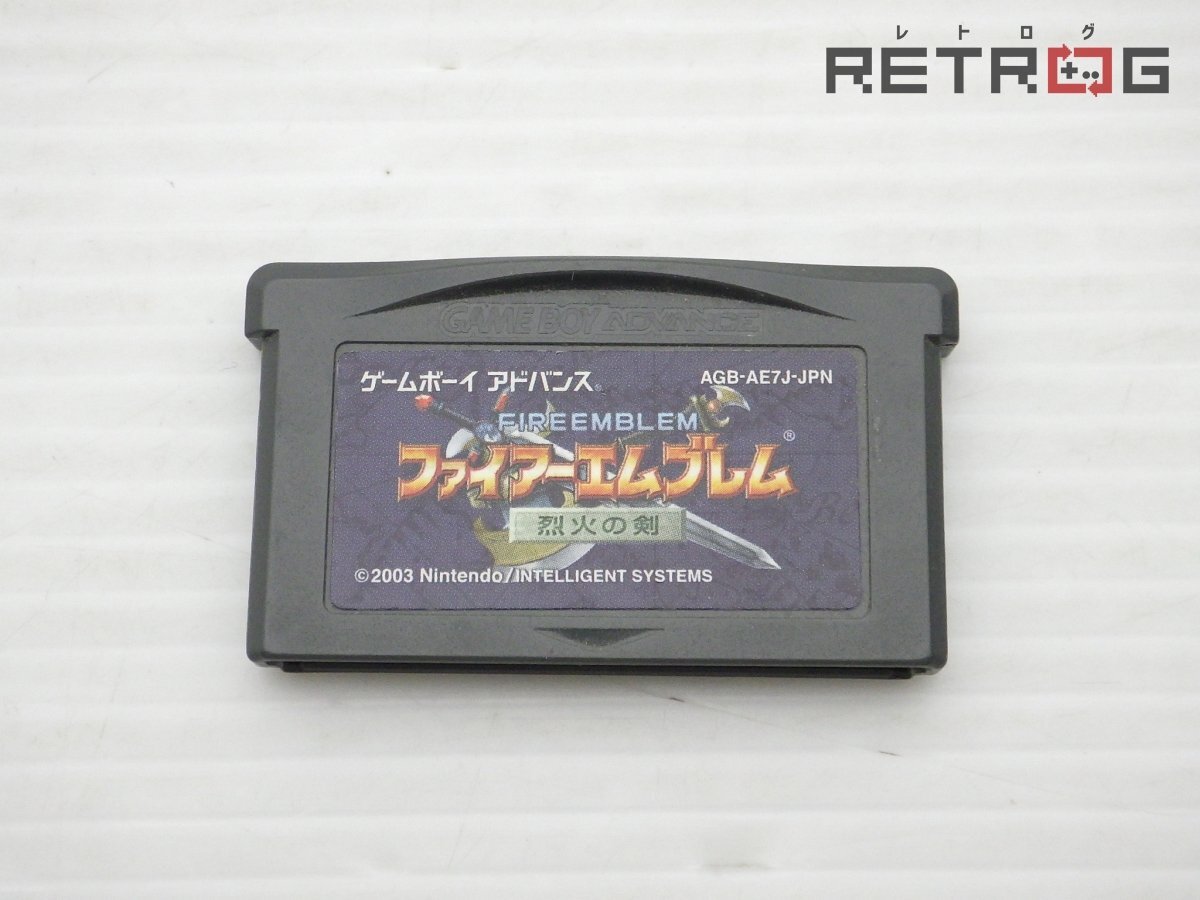 レトログ
RETROG
GAME BOY ADVANCE
ゲームボーイ アドバンス
AGB-AE7J-JPN
FIRE EMBLEM
ファイアーエムブレム®
烈火の剣
©2003 Nintendo/INTELLIGENT SYSTEMS